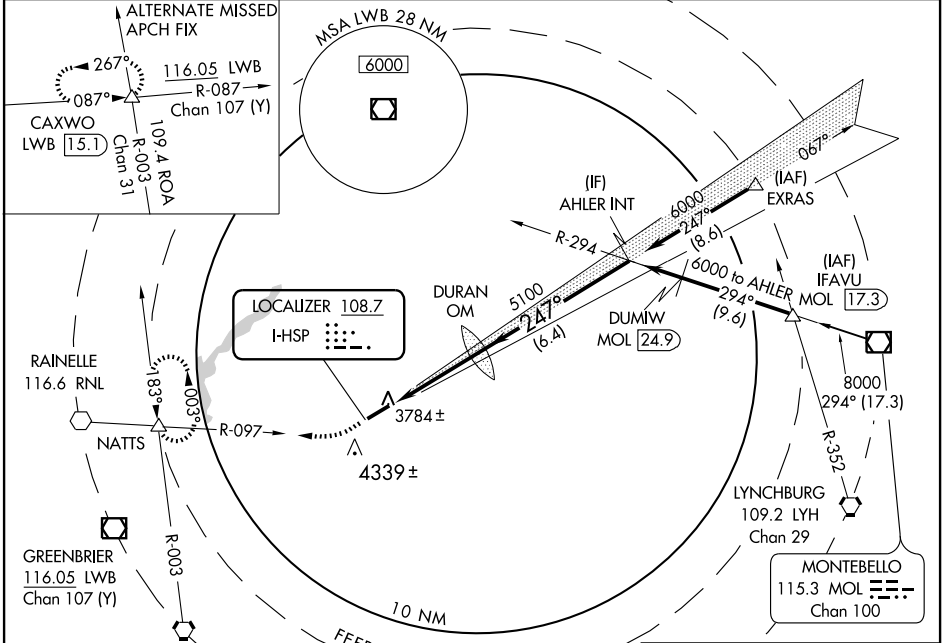 ALTERNATE MISSED
APCH FIX
267°
087°
116.05 LWB
R-087
Chan 107 (Y)
CAXWO
LWB 15.1
109.4 ROA
R-003
Chan 31
MSA LWB 28 NM
6000
067°
(IAF)
EXRAS
6000
247°
(8.6)
(IF)
AHLER INT
R-294
6000 to AHLER
294°
(9.6)
(IAF)
IFAVU
MOL 17.3
DUMIW
MOL 24.9
5100
247°
(6.4)
DURAN
OM
LOCALIZER 108.7
I-HSP
8000
294° (17.3)
R-352
RAINELLE
116.6 RNL
183°
003°
NATTS
R-097
3784±
4339±
LYNCHBURG
109.2 LYH
Chan 29
GREENBRIER
116.05 LWB
Chan 107 (Y)
R-003
MONTEBELLO
115.3 MOL
Chan 100
10 NM